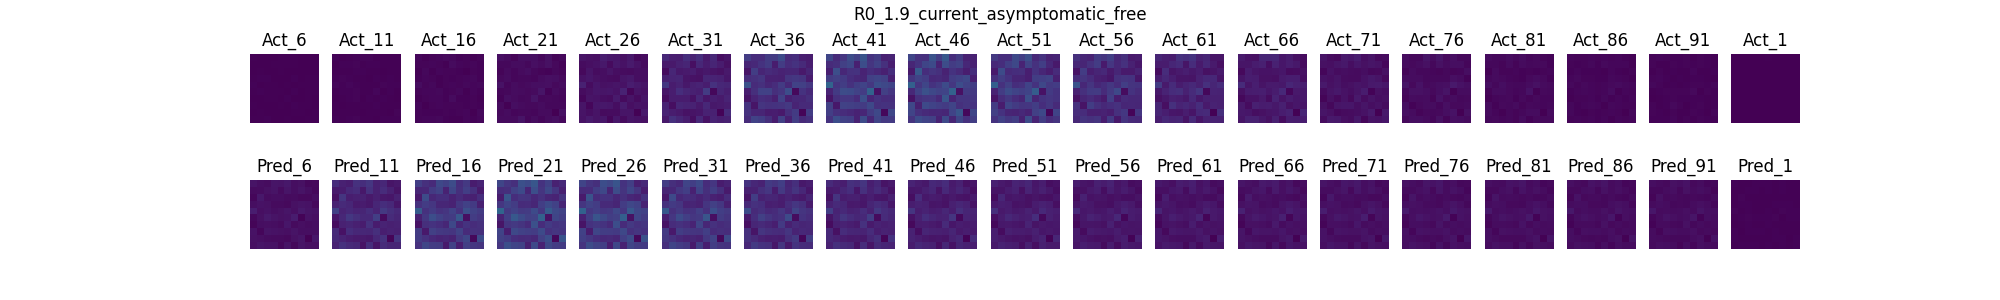 R0_1.9_current_asymptomatic_free
Act_6 Act_11 Act_16 Act_21 Act_26 Act_31 Act_36 Act_41 Act_46 Act_51 Act_56 Act_61 Act_66 Act_71 Act_76 Act_81 Act_86 Act_91 Act_1
Pred_6 Pred_11 Pred_16 Pred_21 Pred_26 Pred_31 Pred_36 Pred_41 Pred_46 Pred_51 Pred_56 Pred_61 Pred_66 Pred_71 Pred_76 Pred_81 Pred_86 Pred_91 Pred_1